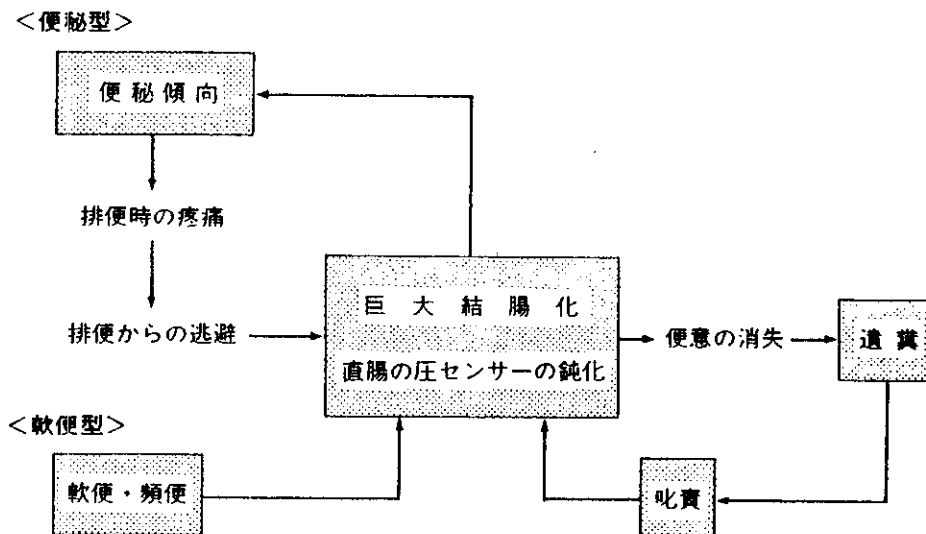 <便秘型>
便秘傾向
排便時の疼痛
排便からの逃避
巨大結腸化
直腸の圧センサーの鈍化
便意の消失
遺糞
<軟便型>
軟便・頻便
叱責